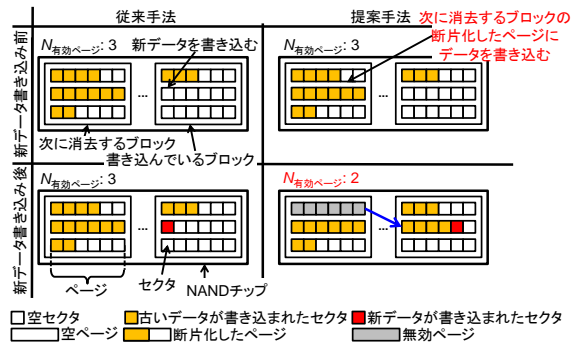 従来手法
提案手法
新データ書き込み前
N有効ページ: 3
新データを書き込む
...
次に消去するブロック
書き込んでいるブロック
N有効ページ: 3
次に消去するブロックの
断片化したページに
データを書き込む
...
新データ書き込み後
N有効ページ: 3
...
ページ
セクタ
NANDチップ
N有効ページ: 2
...
空セクタ
古いデータが書き込まれたセクタ
新データが書き込まれたセクタ
空ページ
断片化したページ
無効ページ